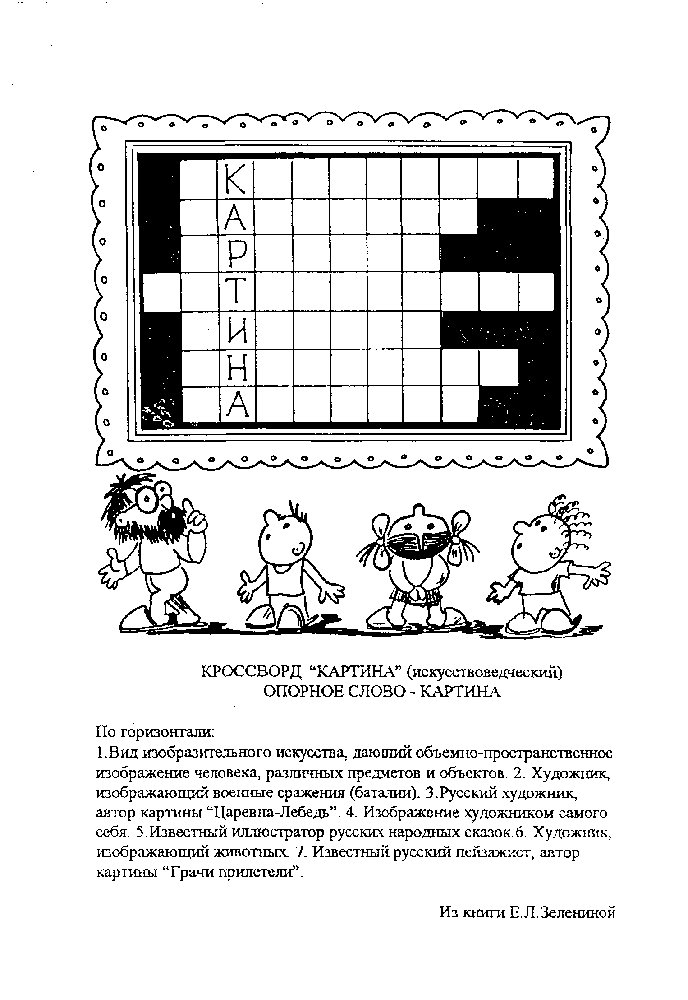 К
А
Р
Т
И
Н
А
КРОССВОРД “КАРТИНА” (искусствоведческий)
ОПОРНОЕ СЛОВО - КАРТИНА
По горизонтали:
1.Вид изобразительного искусства, дающий объемно-пространственное
изображение человека, различных предметов и объектов. 2. Художник,
изображающий военные сражения (баталии). 3.Русский художник,
автор картины “Царевна-Лебедь”. 4. Изображение художником самого
себя. 5.Известный иллюстратор русских народных сказок.6. Художник,
изображающий животных. 7. Известный русский пейзажист, автор
картины “Грачи прилетели”.
Из книги Е.Л.Зелениной